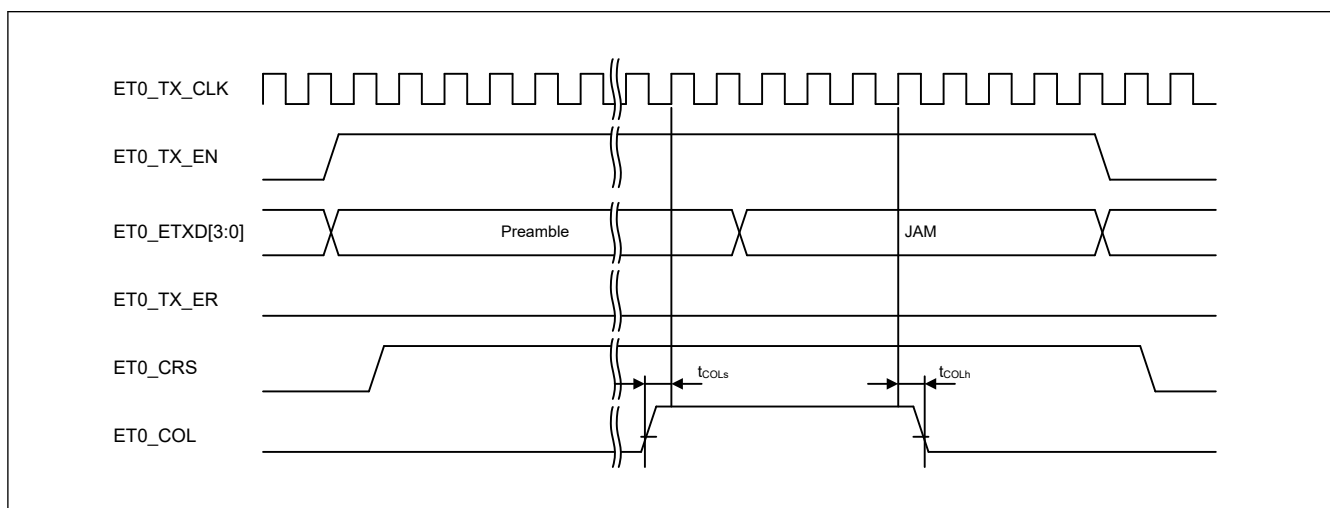 ET0_TX_CLK
ET0_TX_EN
ET0_ETXD[3:0]
Preamble
JAM
ET0_TX_ER
ET0_CRS
tCOLs
tCOLh
ET0_COL